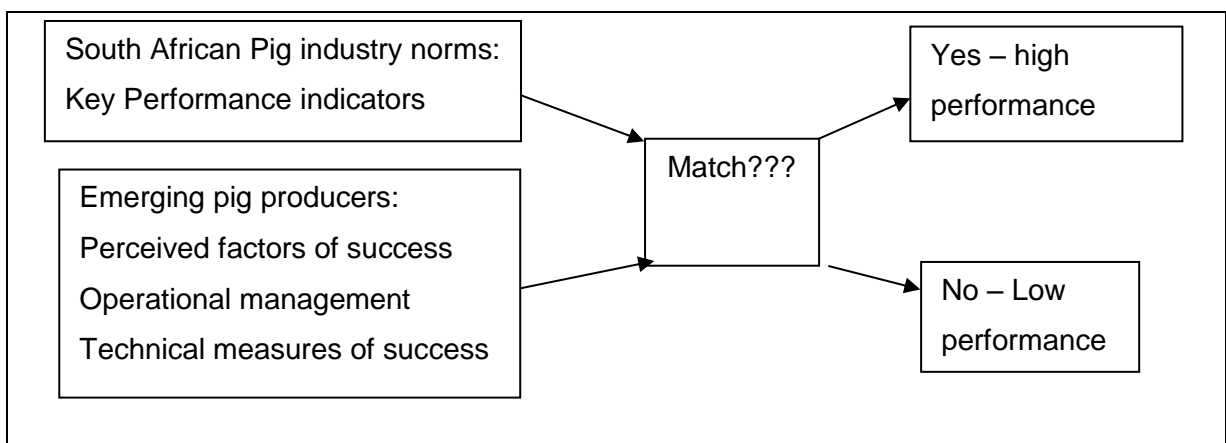 South African Pig industry norms:
Key Performance indicators
Emerging pig producers:
Perceived factors of success
Operational management
Technical measures of success
Match???
Yes – high
performance
No – Low
performance